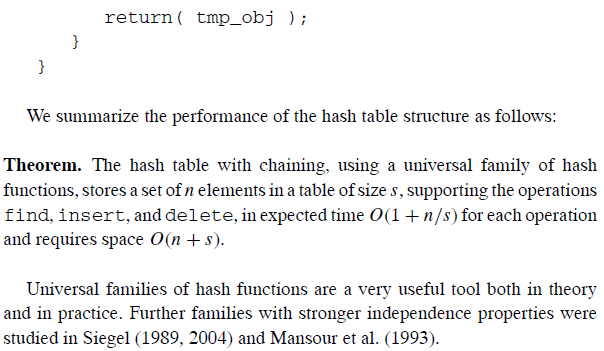 return( tmp_obj );
}
}
We summarize the performance of the hash table structure as follows:
Theorem. The hash table with chaining, using a universal family of hash
functions, stores a set of n elements in a table of size s, supporting the operations
find, insert, and delete, in expected time O(1 + n/s) for each operation
and requires space O(n + s).
Universal families of hash functions are a very useful tool both in theory
and in practice. Further families with stronger independence properties were
studied in Siegel (1989, 2004) and Mansour et al. (1993).